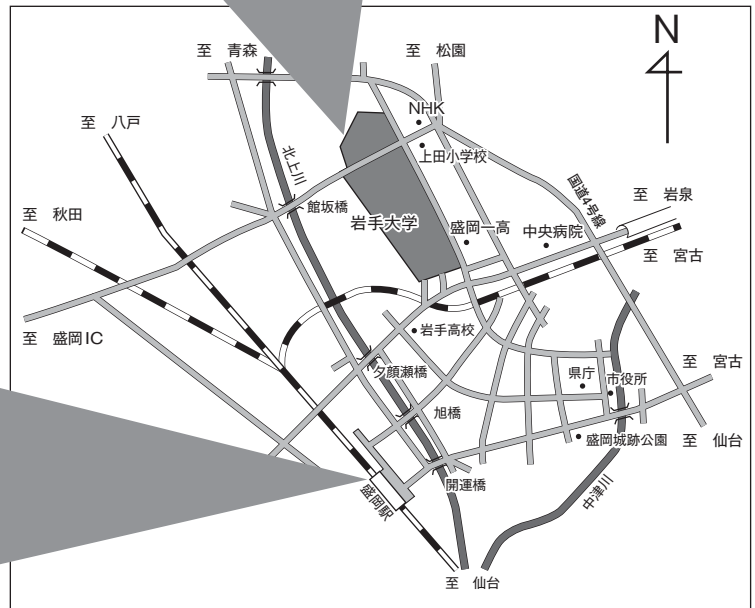 N
至　青森
至　松園
至　八戸
NHK
上田小学校
北上川
国道4号線
至　岩泉
至　秋田
館坂橋
岩手大学
盛岡一高
中央病院
至　宮古
至　盛岡IC
岩手高校
夕顔瀬橋
県庁
市役所
至　宮古
旭橋
盛岡城跡公園
至　仙台
開運橋
盛岡駅
中津川
至　仙台